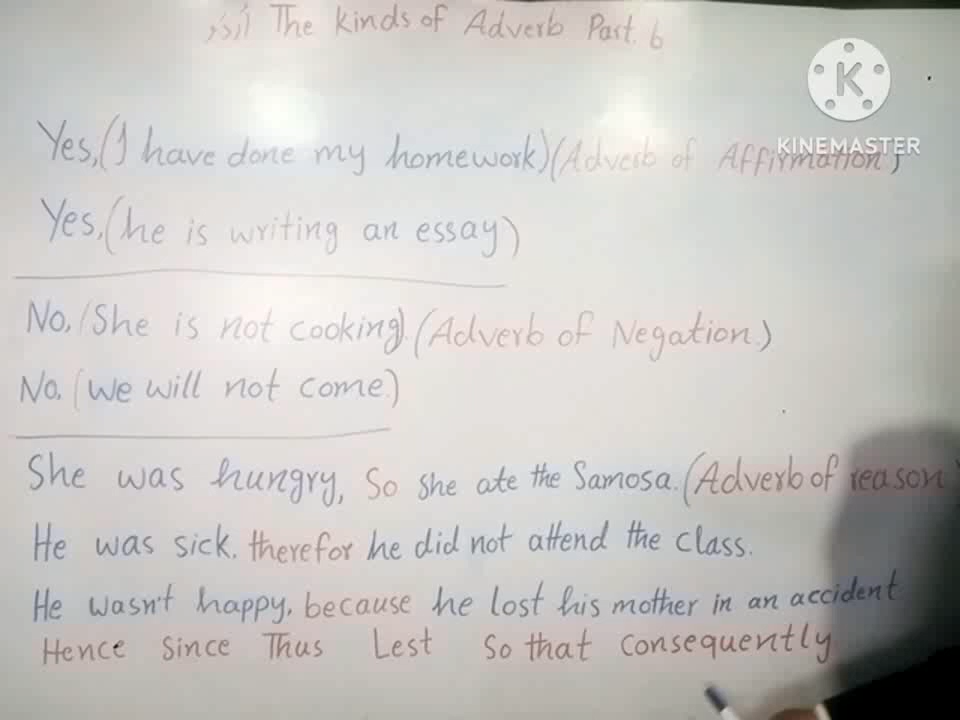 The Kinds of Adverb Part. 6
K
KINEMASTER
Yes, (I have done my homework) (Adverb of Affirmation)
Yes, (he is writing an essay)
No. (She is not cooking). (Adverb of Negation.)
No. (we will not come.)
She was hungry, So she ate the Samosa. (Adverb of reason)
He was sick. therefor he did not attend the class.
He wasn't happy. because he lost his mother in an accident
Hence Since Thus Lest So that Consequently